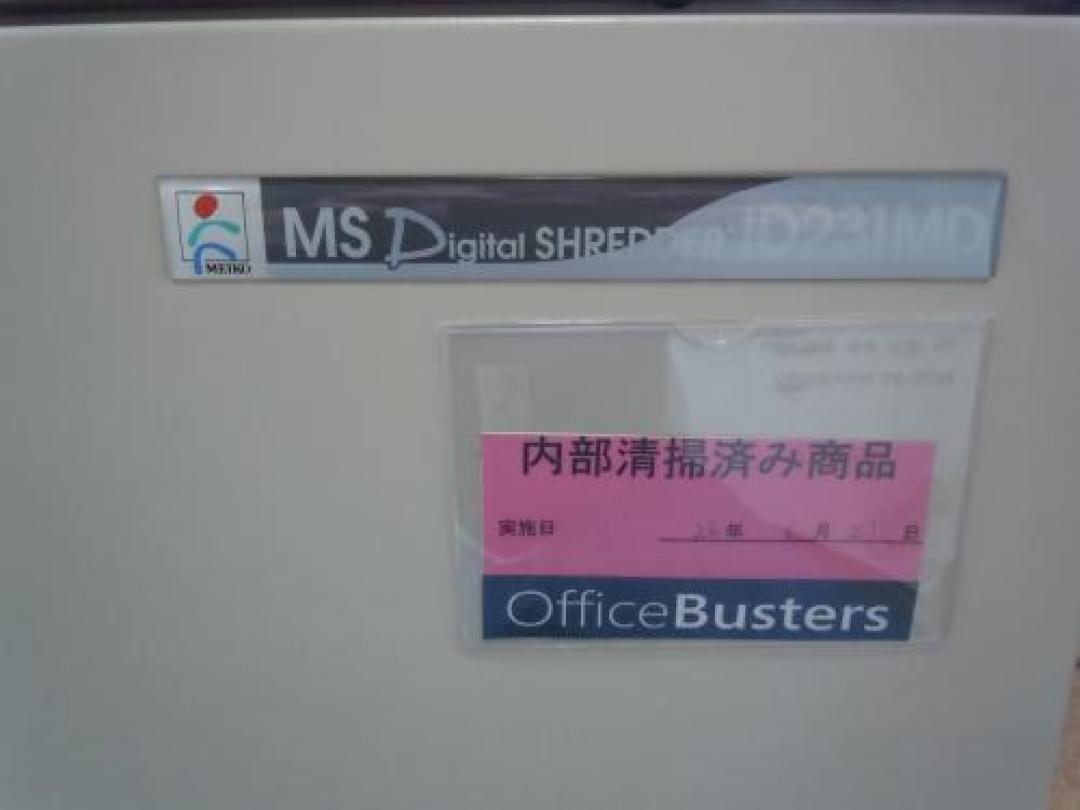 MEIKO
MS Digital SHREDDER ID231MD
内部清掃済み商品
実施日 年 月 21 日
OfficeBusters